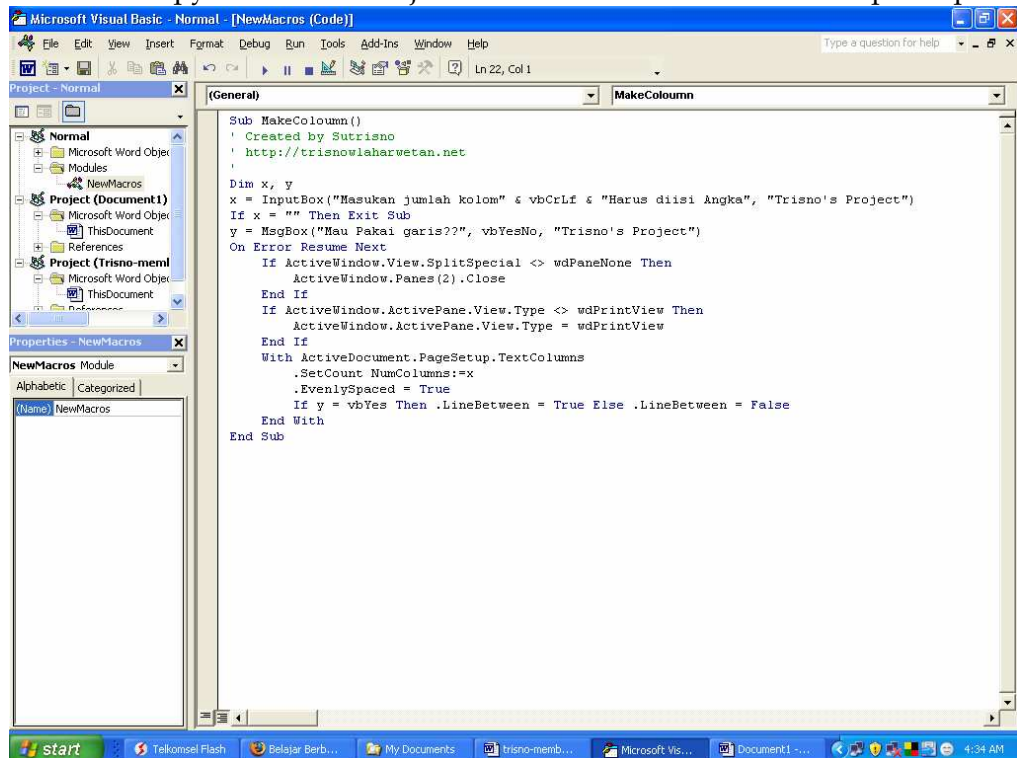 Microsoft Visual Basic - Normal - [NewMacros (Code)]
File Edit View Insert Format Debug Run Tools Add-Ins Window Help
Type a question for help
Ln 22, Col 1
Project - Normal
(General)
MakeColoumn
Normal
Microsoft Word Objec
Modules
NewMacros
Project (Document1)
Microsoft Word Objec
ThisDocument
References
Project (Trisno-meml
Microsoft Word Objec
ThisDocument
References
Properties - NewMacros
NewMacros Module
Alphabetic Categorized
(Name) NewMacros
Sub MakeColoumn()
' Created by Sutrisno
' http://trisnowlaharwetan.net
'
Dim x, y
x = InputBox("Masukan jumlah kolom" & vbCrLf & "Harus diisi Angka", "Trisno's Project")
If x = "" Then Exit Sub
y = MsgBox("Mau Pakai garis??", vbYesNo, "Trisno's Project")
On Error Resume Next
If ActiveWindow.View.SplitSpecial <> wdPaneNone Then
ActiveWindow.Panes(2).Close
End If
If ActiveWindow.ActivePane.View.Type <> wdPrintView Then
ActiveWindow.ActivePane.View.Type = wdPrintView
End If
With ActiveDocument.PageSetup.TextColumns
.SetCount NumColumns:=x
.EvenlySpaced = True
If y = vbYes Then .LineBetween = True Else .LineBetween = False
End With
End Sub
start Telkomsel Flash Belajar Berb... My Documents trisno-memb... Microsoft Vis... Document1 -... 4:34 AM